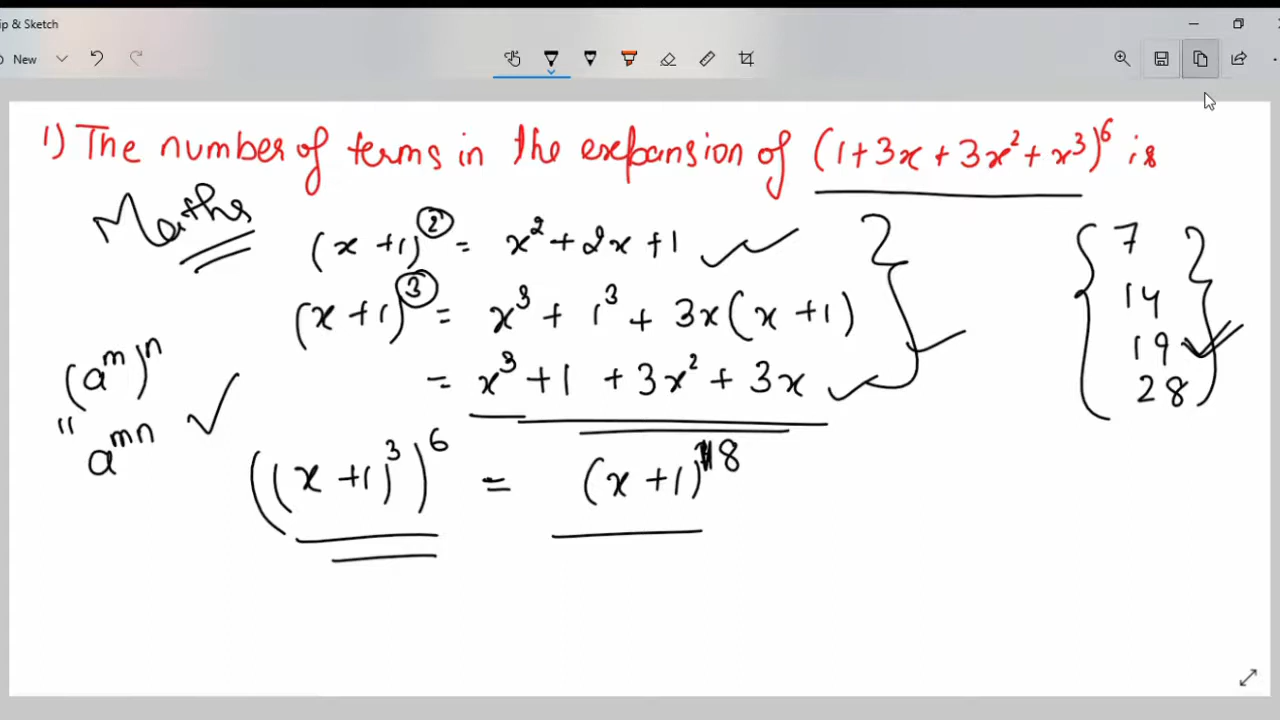 ip & Sketch
New
1) The number of terms in the expansion of (1+3x+3x²+x³)⁶ is
Maths
(x+1)² = x²+2x+1
(x+1)³ = x³ + 1³ + 3x(x+1)
= x³+1 +3x² + 3x
(aᵐ)ⁿ
"
aᵐⁿ
((x+1)³)⁶ = (x+1)¹⁸
7
14
19
28